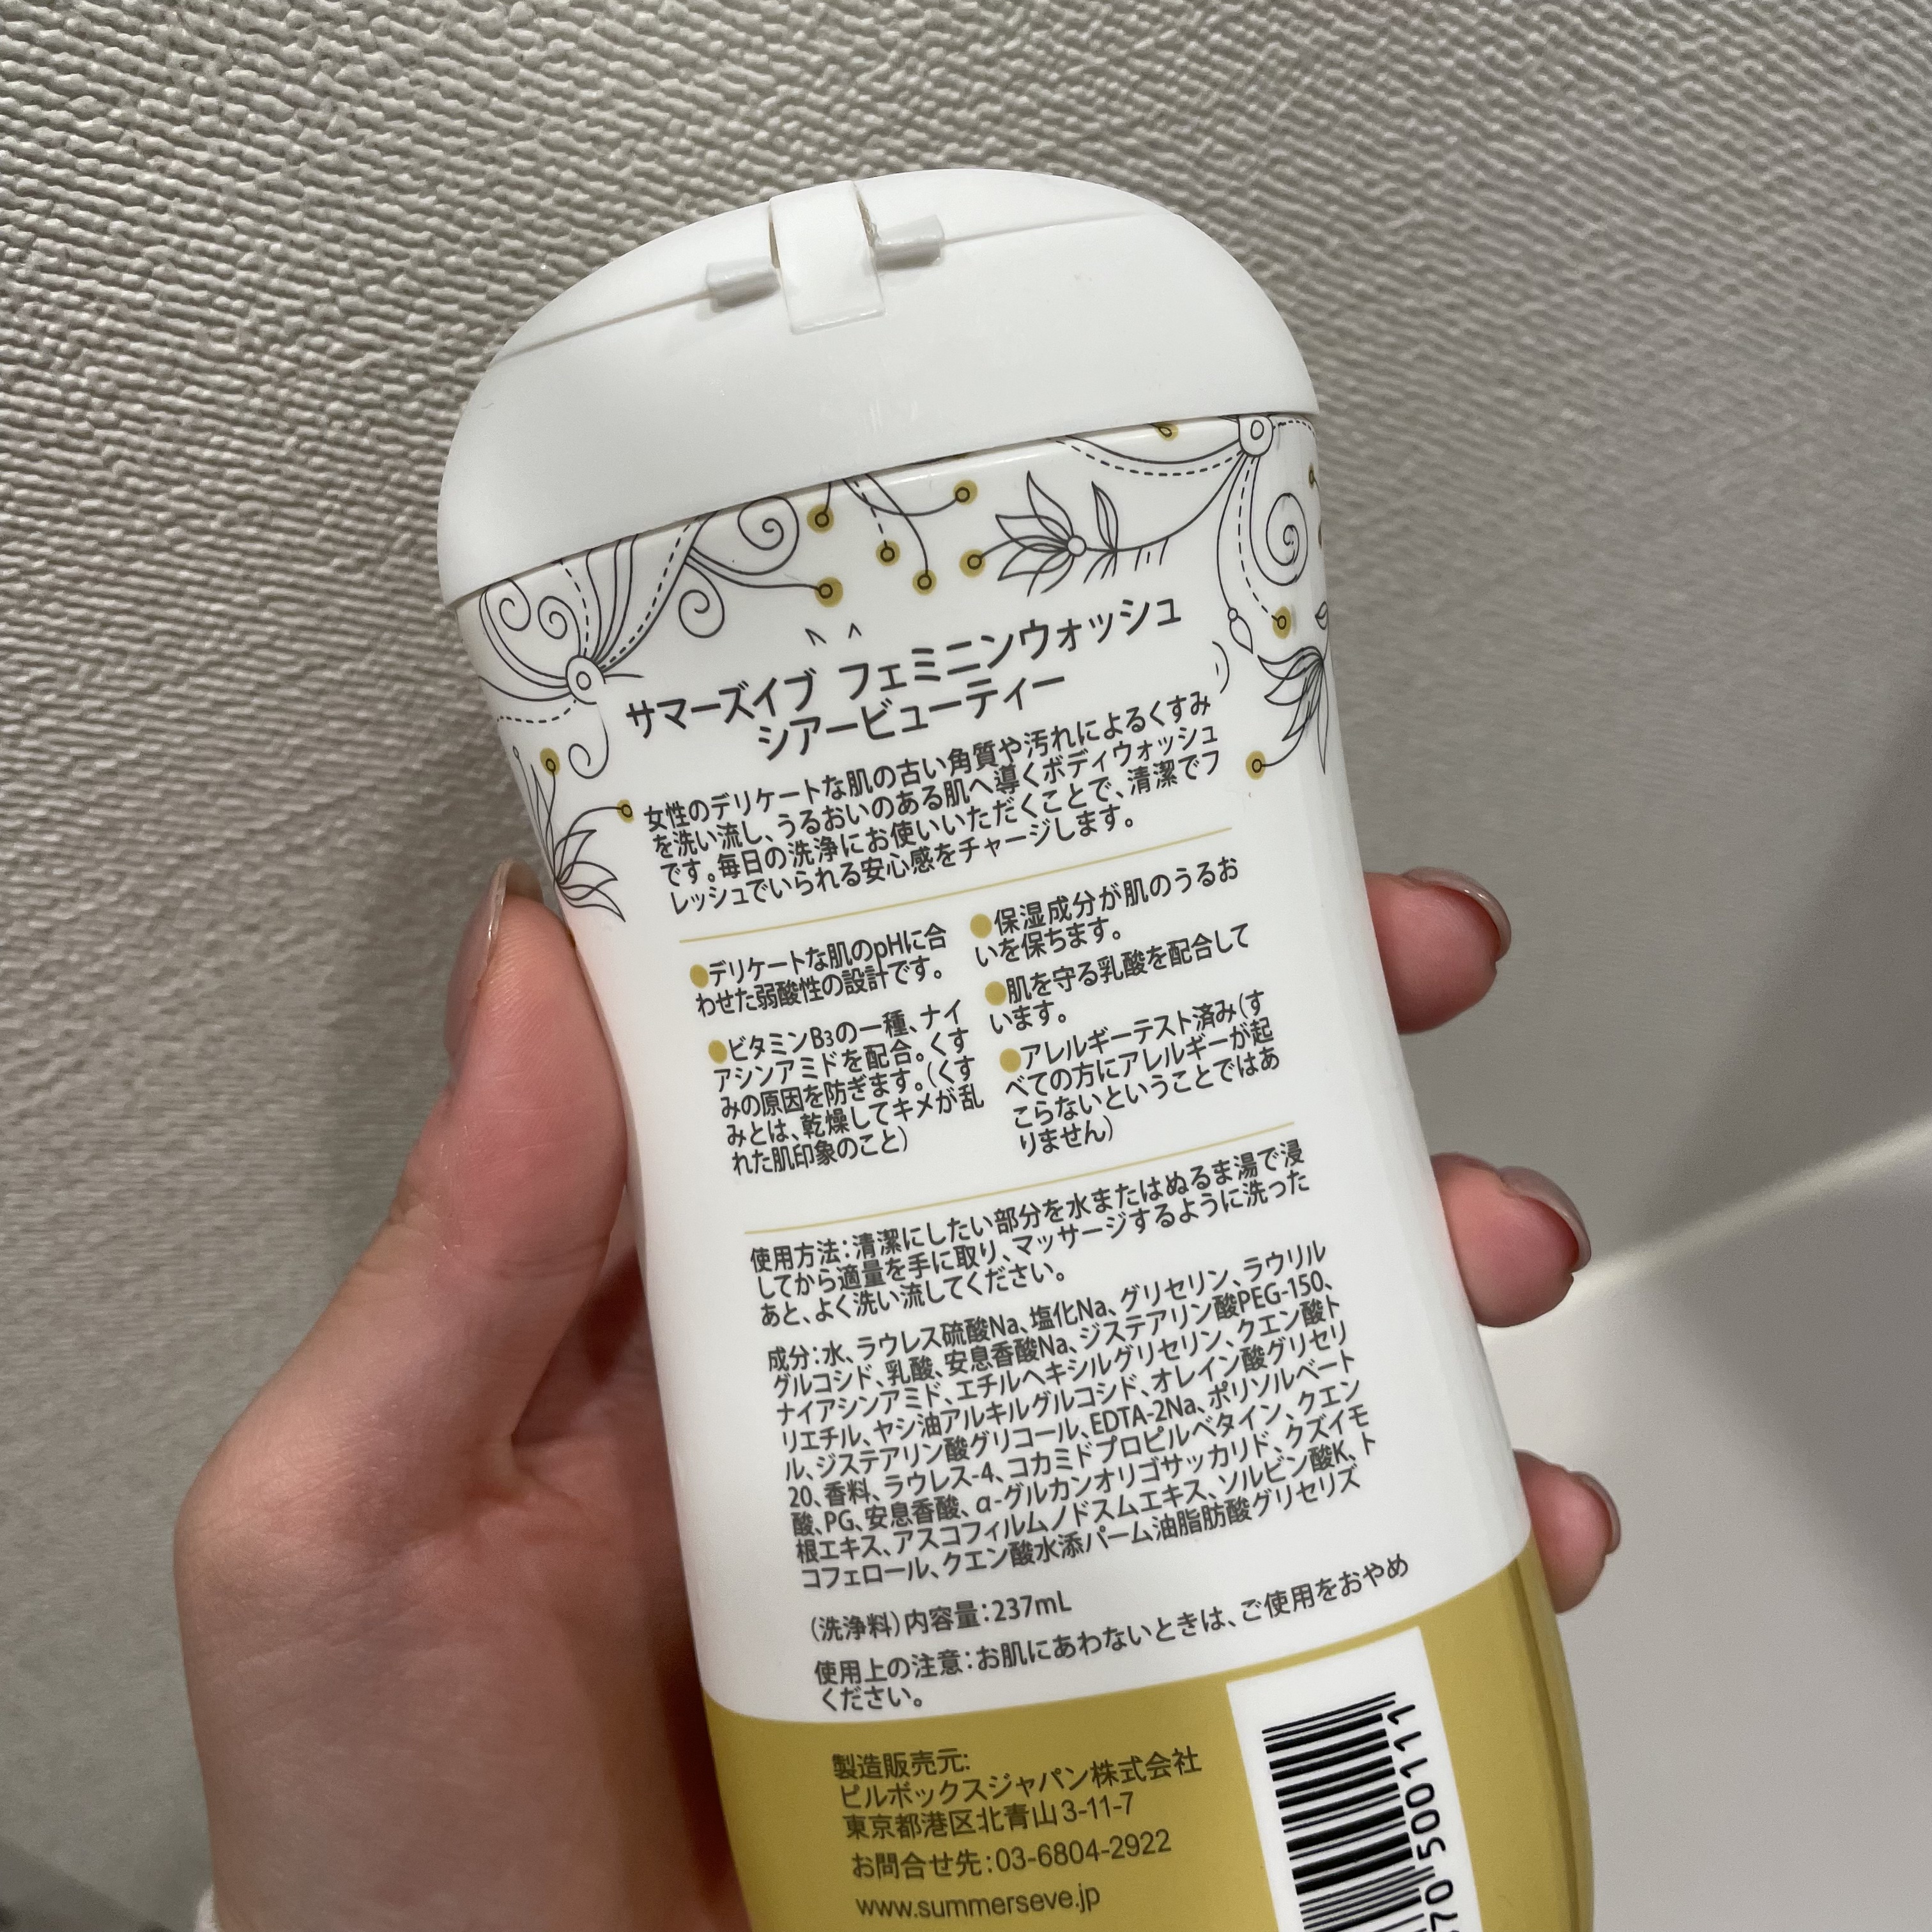 サマーズイブ フェミニンウォッシュ
シアービューティー
女性のデリケートな肌の古い角質や汚れによるくすみ
を洗い流し、うるおいのある肌へ導くボディウォッシュ
です。毎日の洗浄にお使いいただくことで、清潔でフ
レッシュでいられる安心感をチャージします。
●デリケートな肌のpHに合
わせた弱酸性の設計です。
●ビタミンB₃の一種、ナイ
アシンアミドを配合。くす
みの原因を防ぎます。（くす
みとは、乾燥してキメが乱
れた肌印象のこと）
●保湿成分が肌のうるお
いを保ちます。
●肌を守る乳酸を配合して
います。
●アレルギーテスト済み（す
べての方にアレルギーが起
こらないということではあ
りません）
使用方法：清潔にしたい部分を水またはぬるま湯で浸
してから適量を手に取り、マッサージするように洗った
あと、よく洗い流してください。
成分：水、ラウレス硫酸Na、塩化Na、グリセリン、ラウリル
グルコシド、乳酸、安息香酸Na、ジステアリン酸PEG-150、
ナイアシンアミド、エチルヘキシルグリセリン、クエン酸ト
リエチル、ヤシ油アルキルグルコシド、オレイン酸グリセリ
ル、ジステアリン酸グリコール、EDTA-2Na、ポリソルベート
20、香料、ラウレス-4、コカミドプロピルベタイン、クエン
酸、PG、安息香酸、α-グルカンオリゴサッカリド、クズイモ
根エキス、アスコフィルムノドスムエキス、ソルビン酸K、ト
コフェロール、クエン酸水添パーム油脂肪酸グリセリズ
（洗浄料）内容量：237mL
使用上の注意：お肌にあわないときは、ご使用をおやめ
ください。
製造販売元:
ピルボックスジャパン株式会社
東京都港区北青山3-11-7
お問合せ先：03-6804-2922
www.summerseve.jp
70 50011